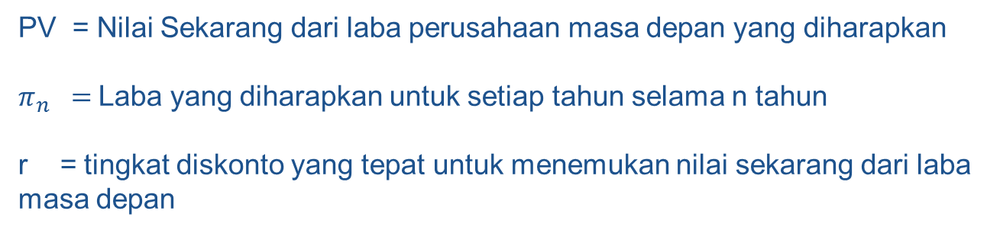 PV = Nilai Sekarang dari laba perusahaan masa depan yang diharapkan
πₙ = Laba yang diharapkan untuk setiap tahun selama n tahun
r = tingkat diskonto yang tepat untuk menemukan nilai sekarang dari laba
masa depan